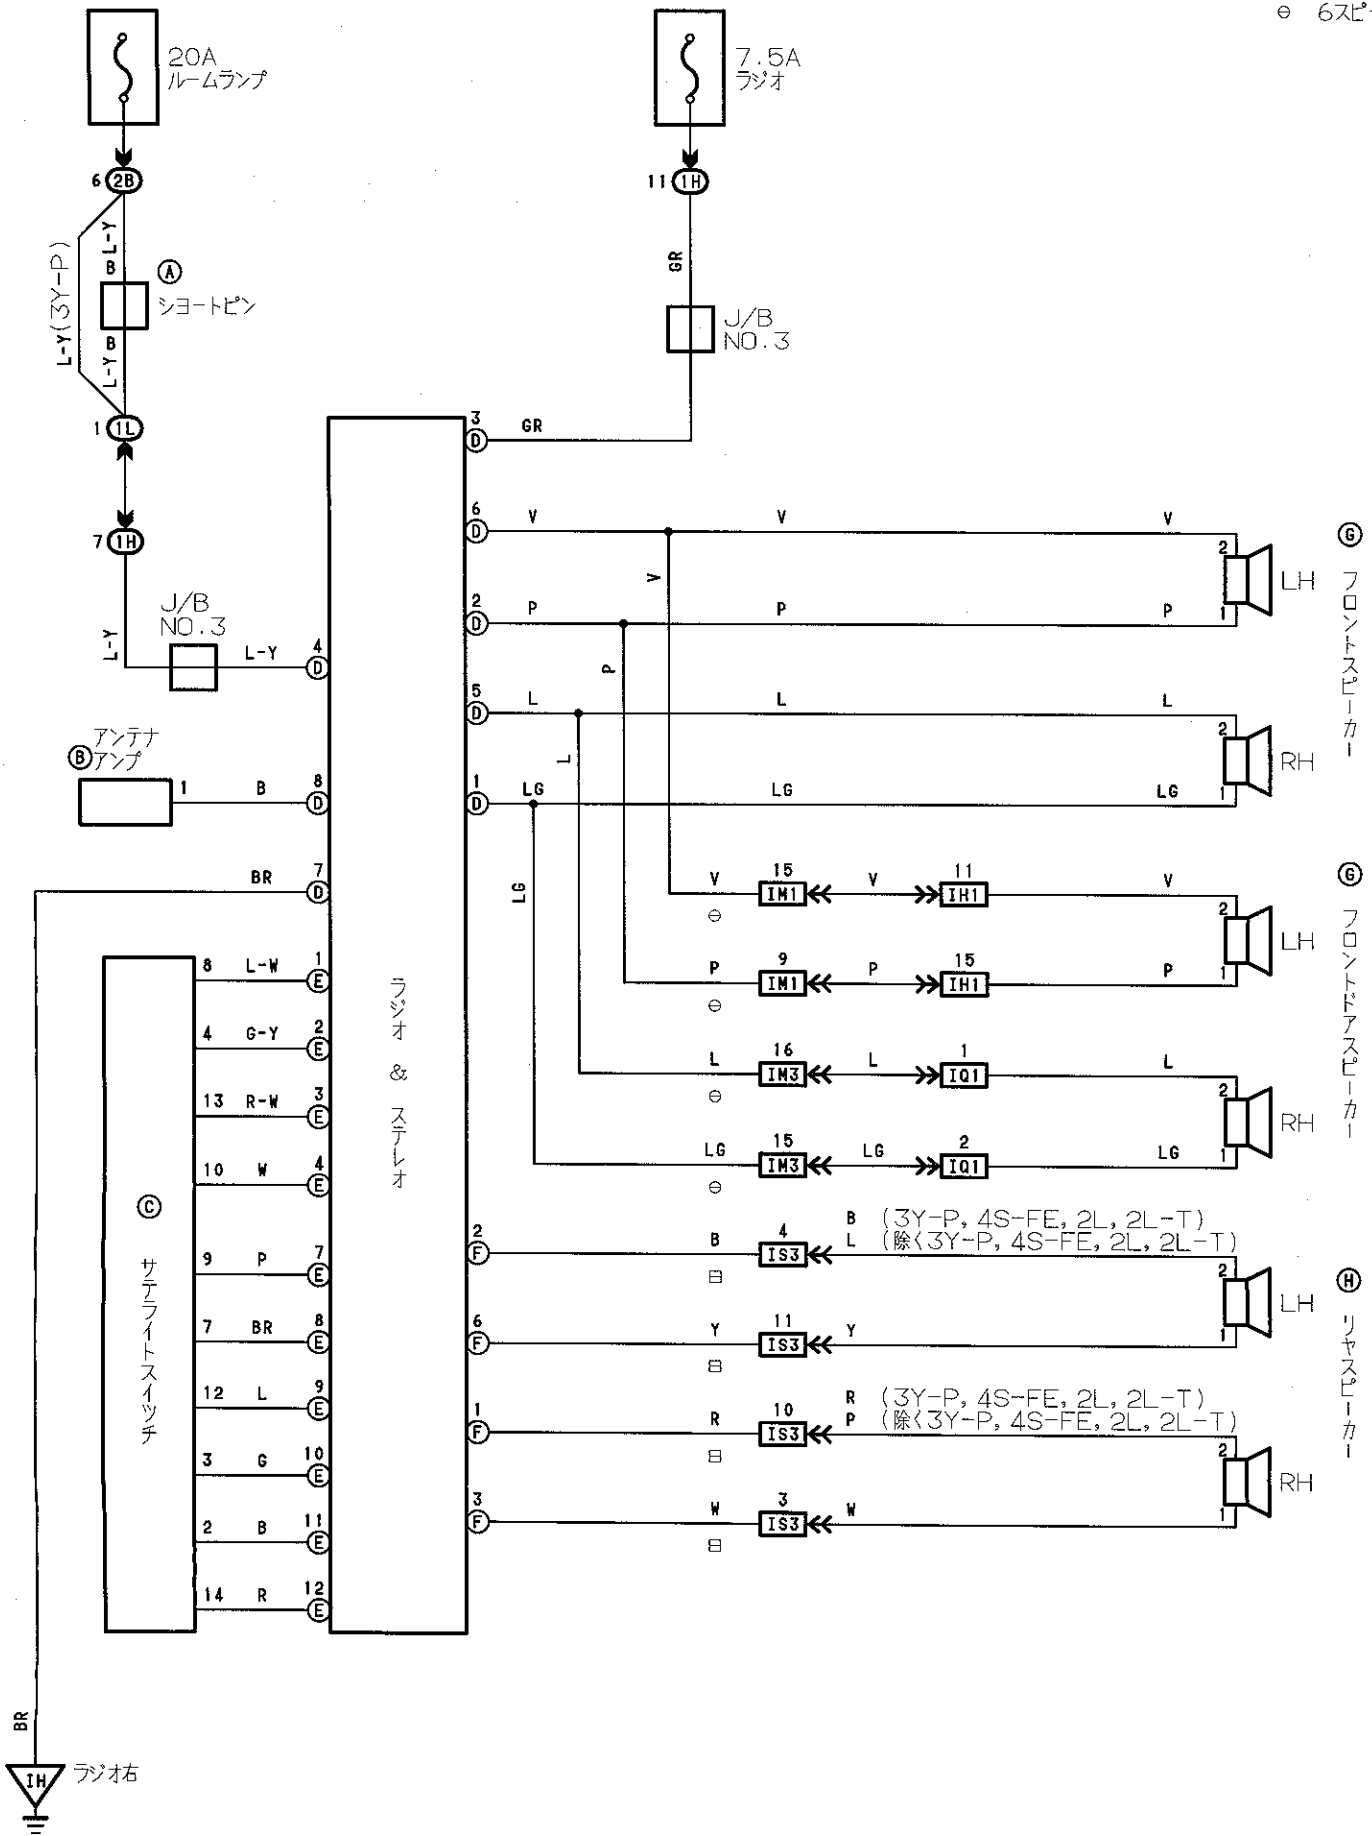 ⊖ 6スピ
20A
ルームランプ
7.5A
ラジオ
6 2B
11 1H
L-Y
B
L-Y(3Y-P)
A
ショートピン
B
L-Y
GR
J/B
NO.3
1 1L
7 1H
3
D
GR
6
D
V
V
V
2
G
LH
1
V
2
D
P
P
P
P
J/B
NO.3
L-Y
L-Y
4
D
5
D
L
L
L
2
RH
1
L
フロントスピーカー
アンテナ
B アンプ
1
B
8
D
1
D
LG
LG
LG
LG
BR
7
D
V
⊖
15
IM1
V
11
IH1
V
2
G
LH
1
P
⊖
9
IM1
P
15
IH1
P
L
⊖
16
IM3
L
1
IQ1
L
2
RH
1
LG
⊖
15
IM3
LG
2
IQ1
LG
フロントドアスピーカー
8 L-W 1
E
4 G-Y 2
E
13 R-W 3
E
10 W 4
E
9 P 7
E
7 BR 8
E
12 L 9
E
3 G 10
E
2 B 11
E
14 R 12
E
C
サテライトスイッチ
ラジオ & ステレオ
2
F
B
日
4
IS3
B (3Y-P, 4S-FE, 2L, 2L-T)
L (除く3Y-P, 4S-FE, 2L, 2L-T)
2
H
LH
1
6
F
Y
日
11
IS3
Y
1
F
R
日
10
IS3
R (3Y-P, 4S-FE, 2L, 2L-T)
P (除く3Y-P, 4S-FE, 2L, 2L-T)
2
RH
1
3
F
W
日
3
IS3
W
リヤスピーカー
BR
IH
ラジオ右